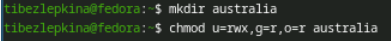 tibezlepkina@fedora:~$ mkdir australia
tibezlepkina@fedora:~$ chmod u=rwx,g=r,o=r australia